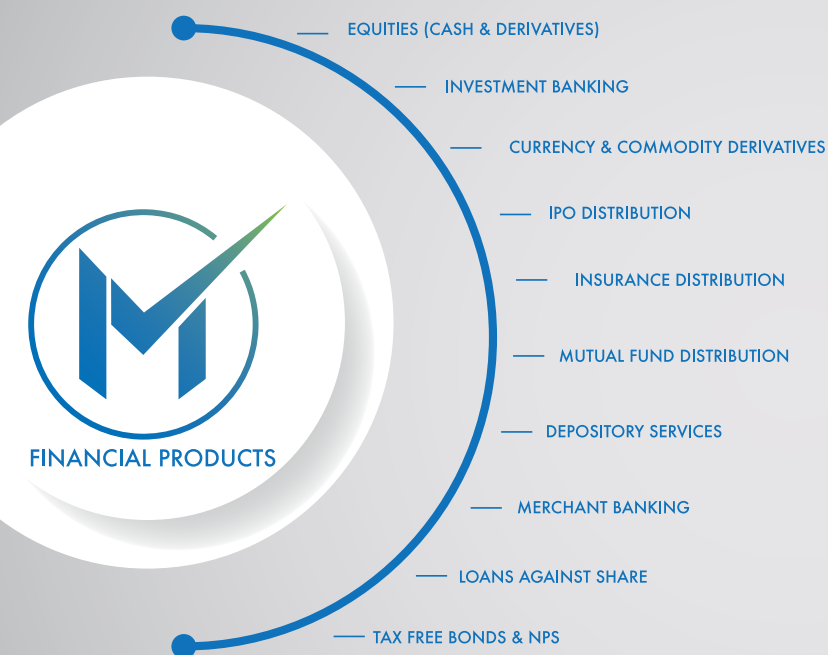 EQUITIES (CASH & DERIVATIVES)
INVESTMENT BANKING
CURRENCY & COMMODITY DERIVATIVES
IPO DISTRIBUTION
INSURANCE DISTRIBUTION
MUTUAL FUND DISTRIBUTION
DEPOSITORY SERVICES
MERCHANT BANKING
LOANS AGAINST SHARE
TAX FREE BONDS & NPS
M
FINANCIAL PRODUCTS